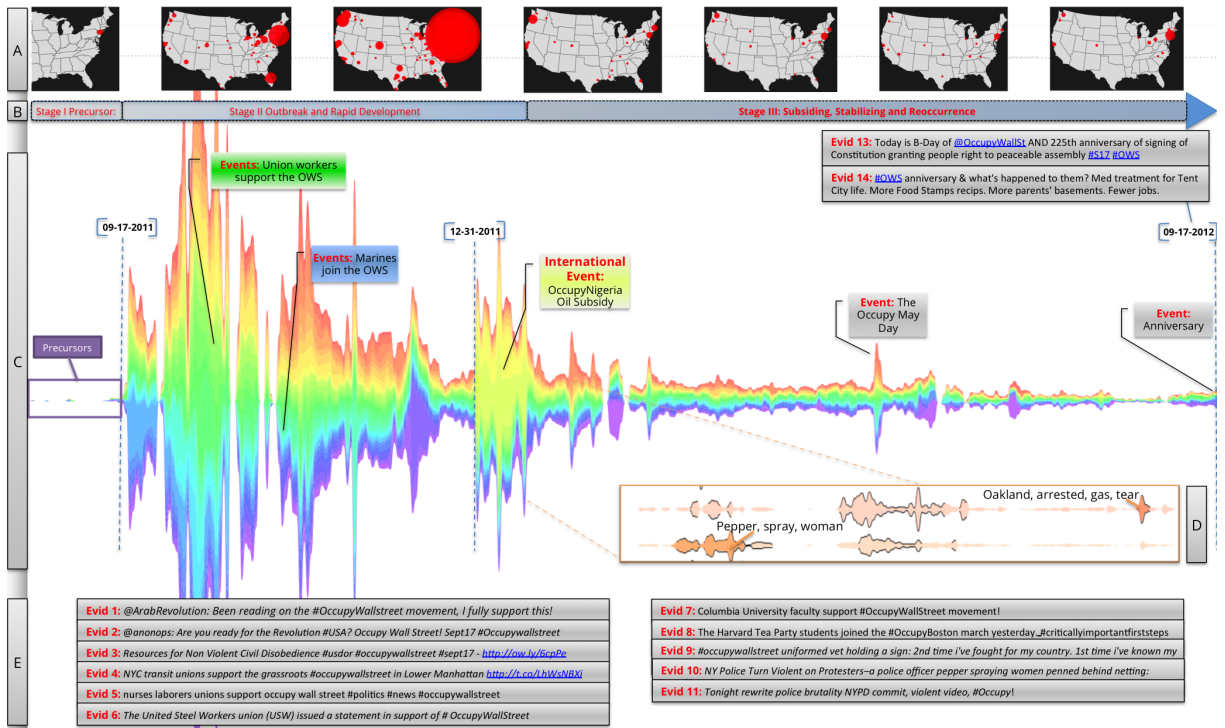 A
B
Stage I Precursor:
Stage II Outbreak and Rapid Development
Stage III: Subsiding, Stabilizing and Reoccurrence
Evid 13: Today is B-Day of @OccupyWallSt AND 225th anniversary of signing of
Constitution granting people right to peaceable assembly #S17 #OWS
Evid 14: #OWS anniversary & what's happened to them? Med treatment for Tent
City life. More Food Stamps recips. More parents' basements. Fewer jobs.
C
Events: Union workers
support the OWS
09-17-2011
12-31-2011
09-17-2012
Events: Marines
join the OWS
International
Event:
OccupyNigeria
Oil Subsidy
Event: The
Occupy May
Day
Event:
Anniversary
Precursors
D
Oakland, arrested, gas, tear
Pepper, spray, woman
E
Evid 1: @ArabRevolution: Been reading on the #OccupyWallstreet movement, I fully support this!
Evid 2: @anonops: Are you ready for the Revolution #USA? Occupy Wall Street! Sept17 #Occupywallstreet
Evid 3: Resources for Non Violent Civil Disobedience #usdor #occupywallstreet #sept17 - http://ow.ly/6cpPe
Evid 4: NYC transit unions support the grassroots #occupywallstreet in Lower Manhattan http://t.co/LhWsNBXi
Evid 5: nurses laborers unions support occupy wall street #politics #news #occupywallstreet
Evid 6: The United Steel Workers union (USW) issued a statement in support of # OccupyWallStreet
Evid 7: Columbia University faculty support #OccupyWallStreet movement!
Evid 8: The Harvard Tea Party students joined the #OccupyBoston march yesterday._#criticallyimportantfirststeps
Evid 9: #occupywallstreet uniformed vet holding a sign: 2nd time i've fought for my country. 1st time i've known my
Evid 10: NY Police Turn Violent on Protesters–a police officer pepper spraying women penned behind netting:
Evid 11: Tonight rewrite police brutality NYPD commit, violent video, #Occupy!